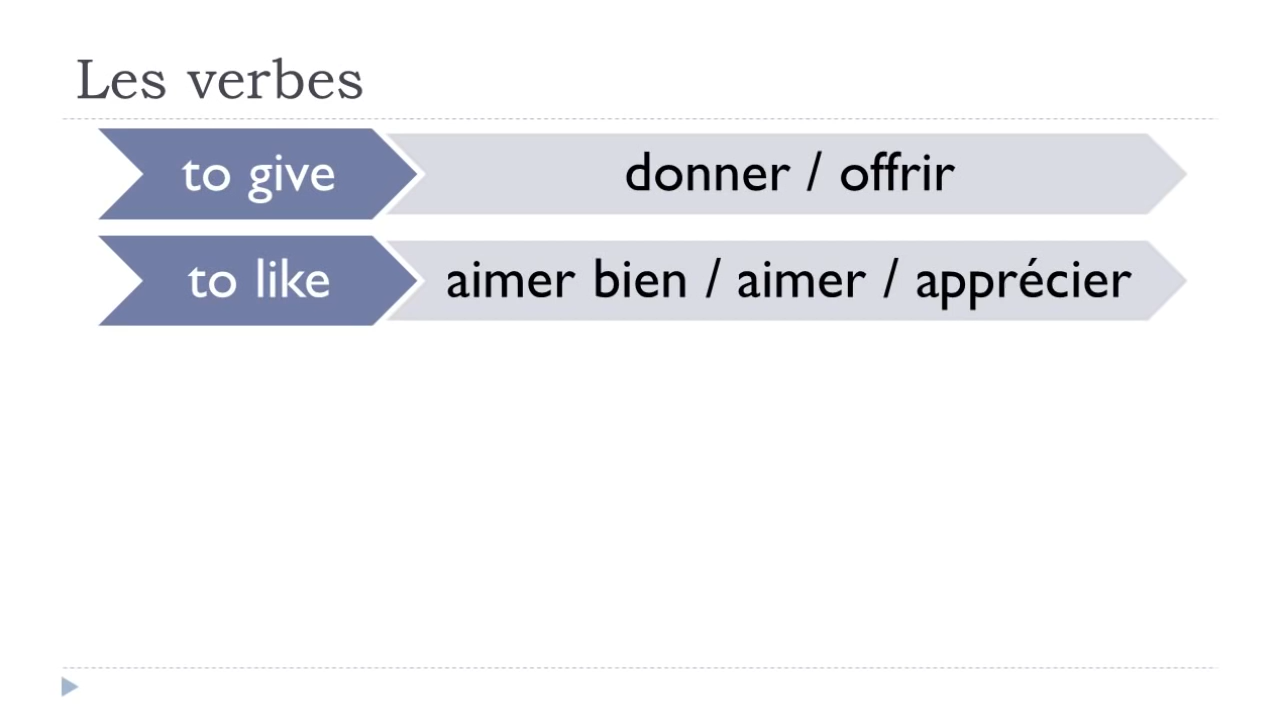 Les verbes
to give donner / offrir
to like aimer bien / aimer / apprécier